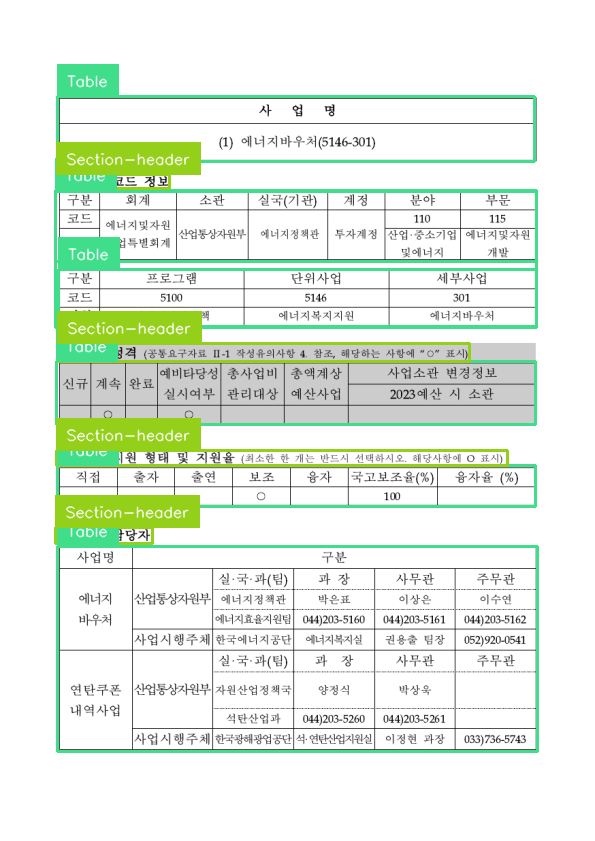 Table
사 업 명
(1) 에너지바우처(5146-301)
Section-header
Table
코드 정보
구분 회계 소관 실국(기관) 계정 분야 부문
코드 에너지및자원 산업통상자원부 에너지정책관 투자계정 110 115
특별회계 산업·중소기업및에너지 에너지및자원개발
Table
구분 프로그램 단위사업 세부사업
코드 5100 5146 301
에너지복지지원 에너지바우처
Section-header
Table
성격 (공통요구자료 II-1 작성유의사항 4. 참조, 해당하는 사항에 "○" 표시)
신규 계속 완료 예비타당성 실시여부 총사업비 관리대상 총액계상 예산사업 사업소관 변경정보
2023예산 시 소관
○ ○
Section-header
Table
지원 형태 및 지원율 (최소한 한 개는 반드시 선택하시오. 해당사항에 O 표시)
직접 출자 출연 보조 융자 국고보조율(%) 융자율 (%)
○ 100
Section-header
Table
담당자
사업명 구분
에너지바우처 산업통상자원부 실·국·과(팀) 과 장 사무관 주무관
에너지정책관 박은표 이상은 이수연
에너지효율지원팀 044)203-5160 044)203-5161 044)203-5162
사업시행주체 한국에너지공단 에너지복지실 권용출 팀장 052)920-0541
연탄쿠폰 내역사업 산업통상자원부 실·국·과(팀) 과 장 사무관 주무관
자원산업정책국 양정식 박상욱
석탄산업과 044)203-5260 044)203-5261
사업시행주체 한국광해광업공단 석·연탄산업지원실 이정현 과장 033)736-5743